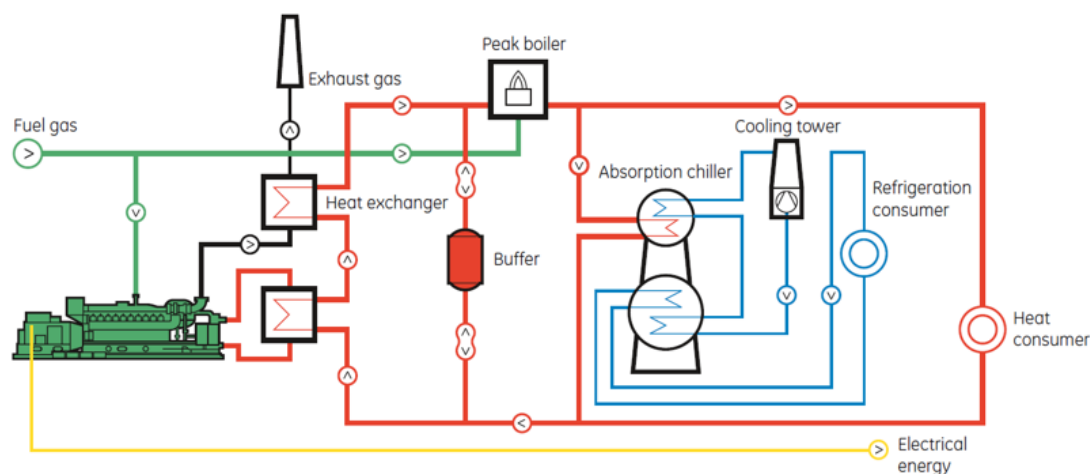 Peak boiler
Exhaust gas
Fuel gas
Cooling tower
Absorption chiller
Refrigeration
consumer
Heat exchanger
Buffer
Heat
consumer
Electrical
energy